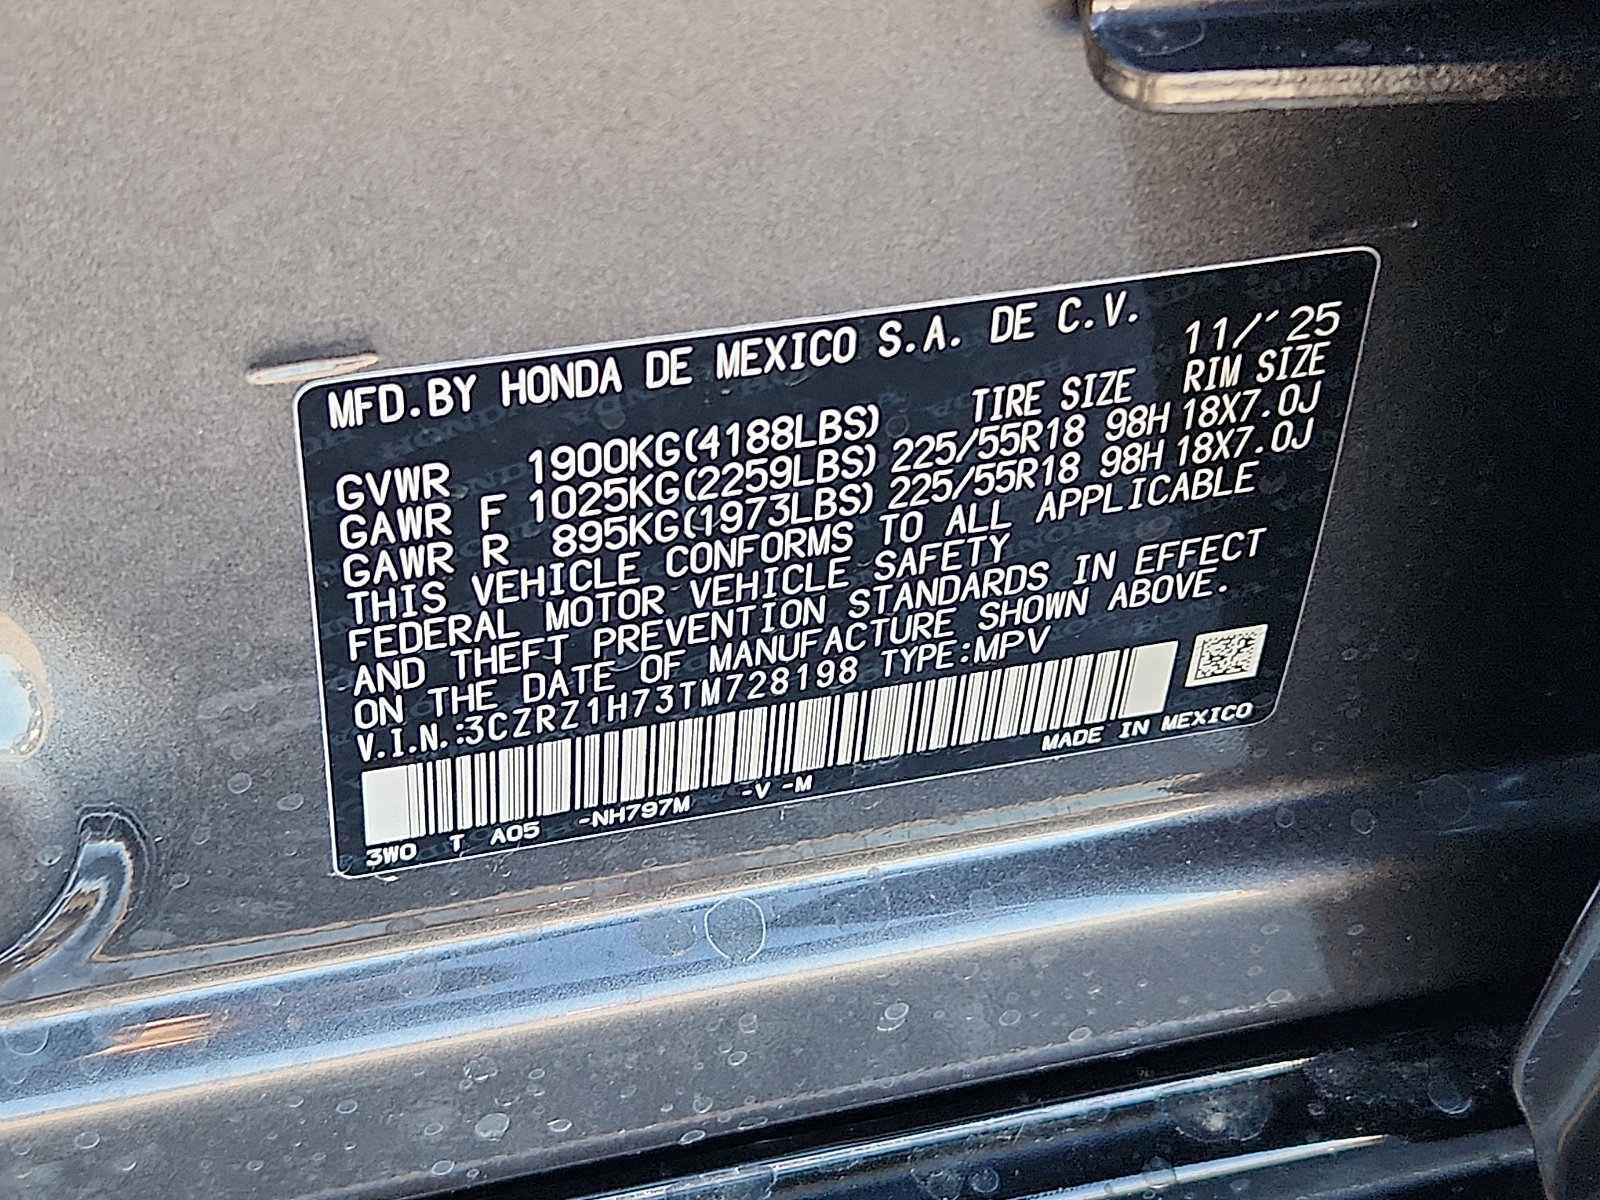 MFD.BY HONDA DE MEXICO S.A. DE C.V.
11/´25
TIRE SIZE RIM SIZE
GVWR 1900KG(4188LBS)
GAWR F 1025KG(2259LBS) 225/55R18 98H 18X7.0J
GAWR R 895KG(1973LBS) 225/55R18 98H 18X7.0J
THIS VEHICLE CONFORMS TO ALL APPLICABLE
FEDERAL MOTOR VEHICLE SAFETY
AND THEFT PREVENTION STANDARDS IN EFFECT
ON THE DATE OF MANUFACTURE SHOWN ABOVE.
V.I.N.:3CZRZ1H73TM728198 TYPE:MPV
MADE IN MEXICO
3W0 T A05 -NH797M -V -M